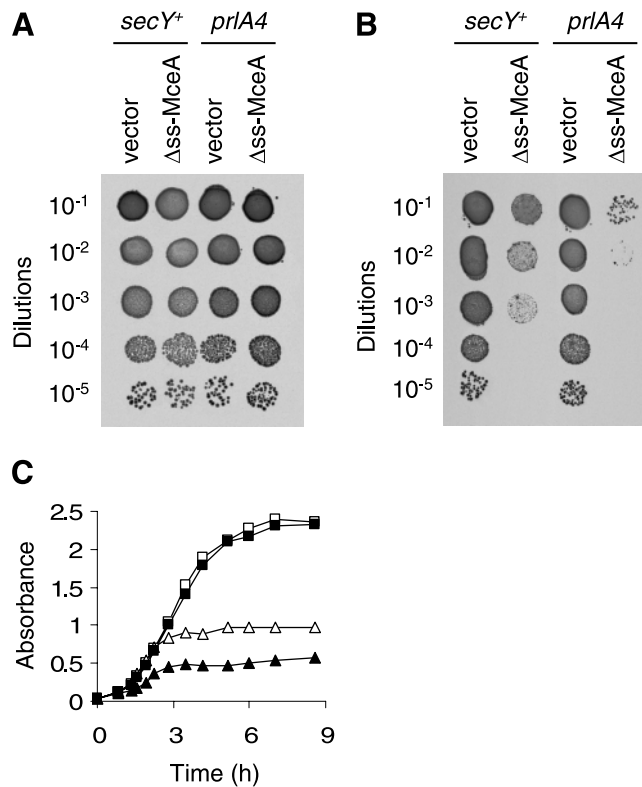 A
secY+ prlA4
vector Δss-MceA vector Δss-MceA
Dilutions
10-1
10-2
10-3
10-4
10-5
B
secY+ prlA4
vector Δss-MceA vector Δss-MceA
Dilutions
10-1
10-2
10-3
10-4
10-5
C
Absorbance
2.5
2
1.5
1
0.5
0
0 3 6 9
Time (h)